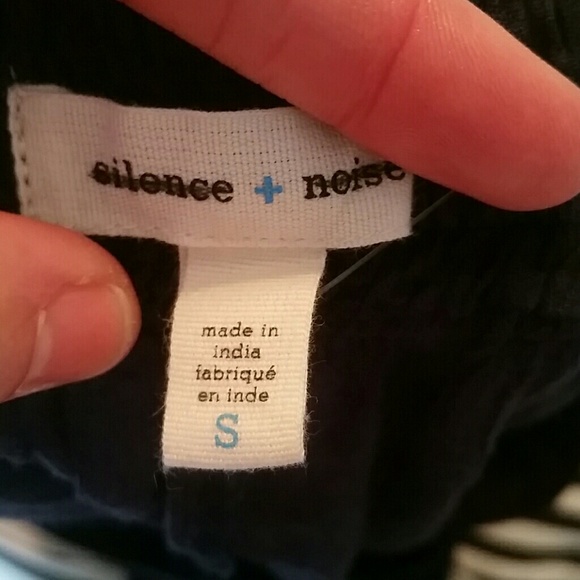 silence + noise
made in
india
fabriqué
en inde
S